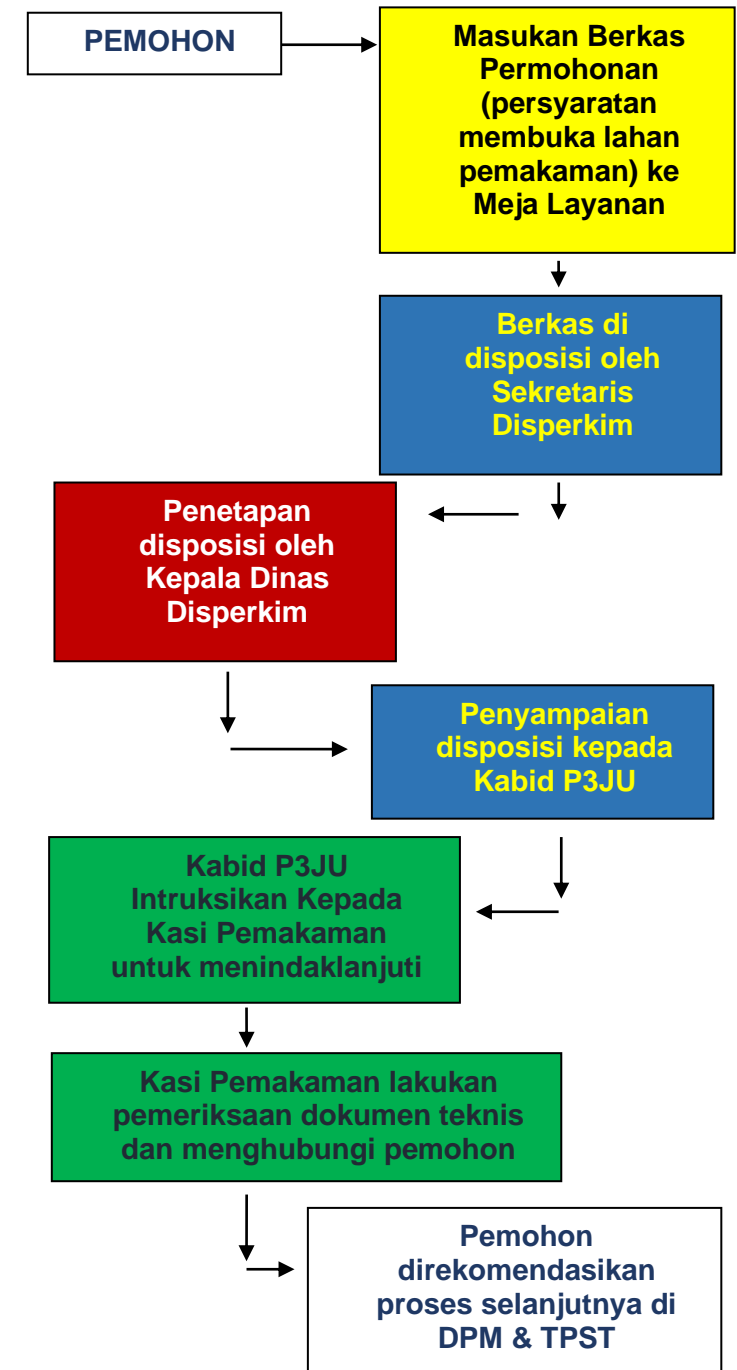 PEMOHON
Masukan Berkas
Permohonan
(persyaratan
membuka lahan
pemakaman) ke
Meja Layanan
Berkas di
disposisi oleh
Sekretaris
Disperkim
Penetapan
disposisi oleh
Kepala Dinas
Disperkim
Penyampaian
disposisi kepada
Kabid P3JU
Kabid P3JU
Intruksikan Kepada
Kasi Pemakaman
untuk menindaklanjuti
Kasi Pemakaman lakukan
pemeriksaan dokumen teknis
dan menghubungi pemohon
Pemohon
direkomendasikan
proses selanjutnya di
DPM & TPST